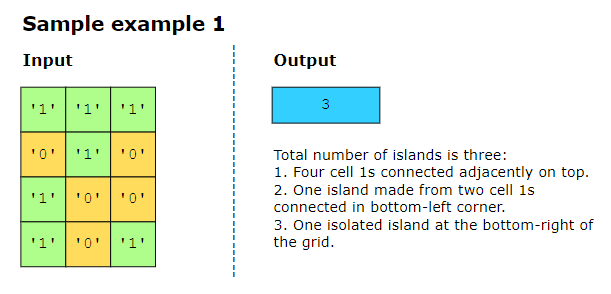 Sample example 1
Input
Output
'1' '1' '1'
3
'0' '1' '0'
Total number of islands is three:
1. Four cell 1s connected adjacently on top.
'1' '0' '0'
2. One island made from two cell 1s
connected in bottom-left corner.
3. One isolated island at the bottom-right of
the grid.
'1' '0' '1'